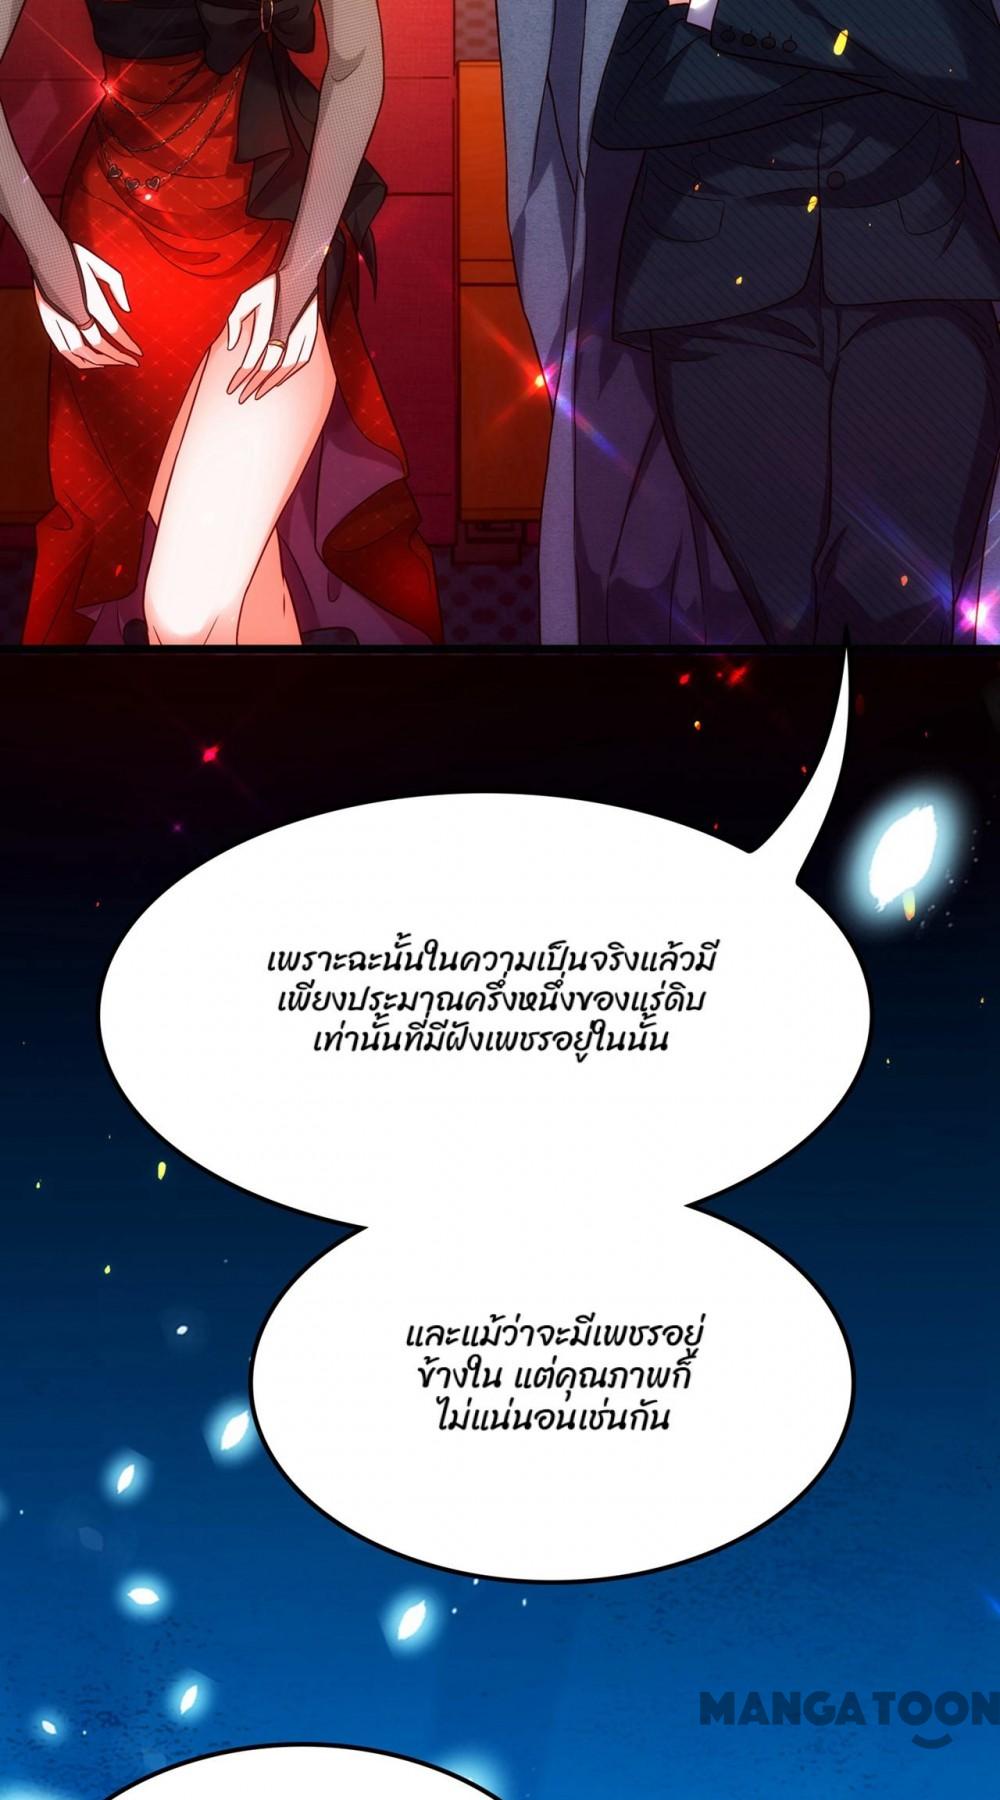 เพราะฉะนั้นในความเป็นจริงแล้วมี
เพียงประมาณครึ่งหนึ่งของแร่ดิบ
เท่านั้นที่มีฝังเพชรอยู่ในนั้น
และแม้ว่าจะมีเพชรอยู่
ข้างใน แต่คุณภาพก็
ไม่แน่นอนเช่นกัน
MANGATOON